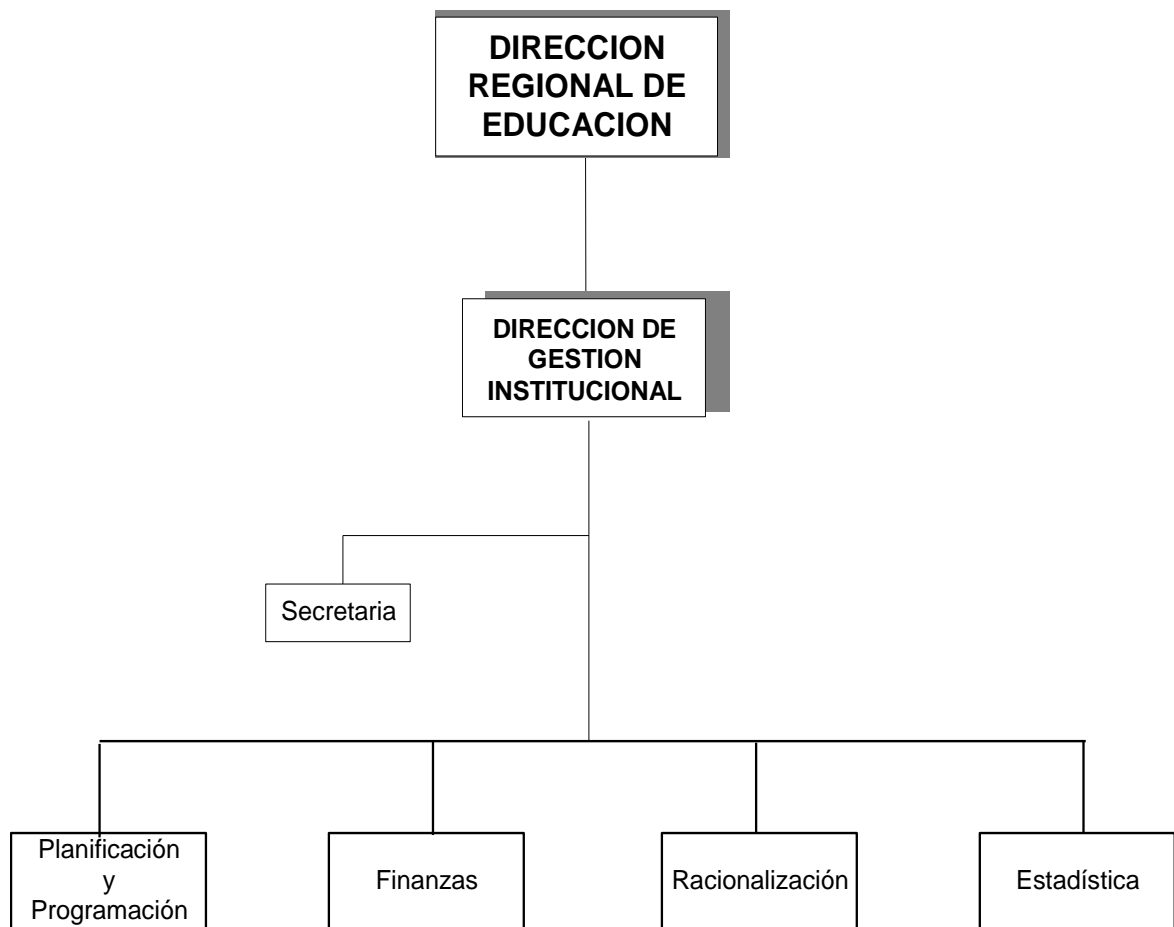 DIRECCION
REGIONAL DE
EDUCACION
DIRECCION DE
GESTION
INSTITUCIONAL
Secretaria
Planificación
y
Programación
Finanzas
Racionalización
Estadística